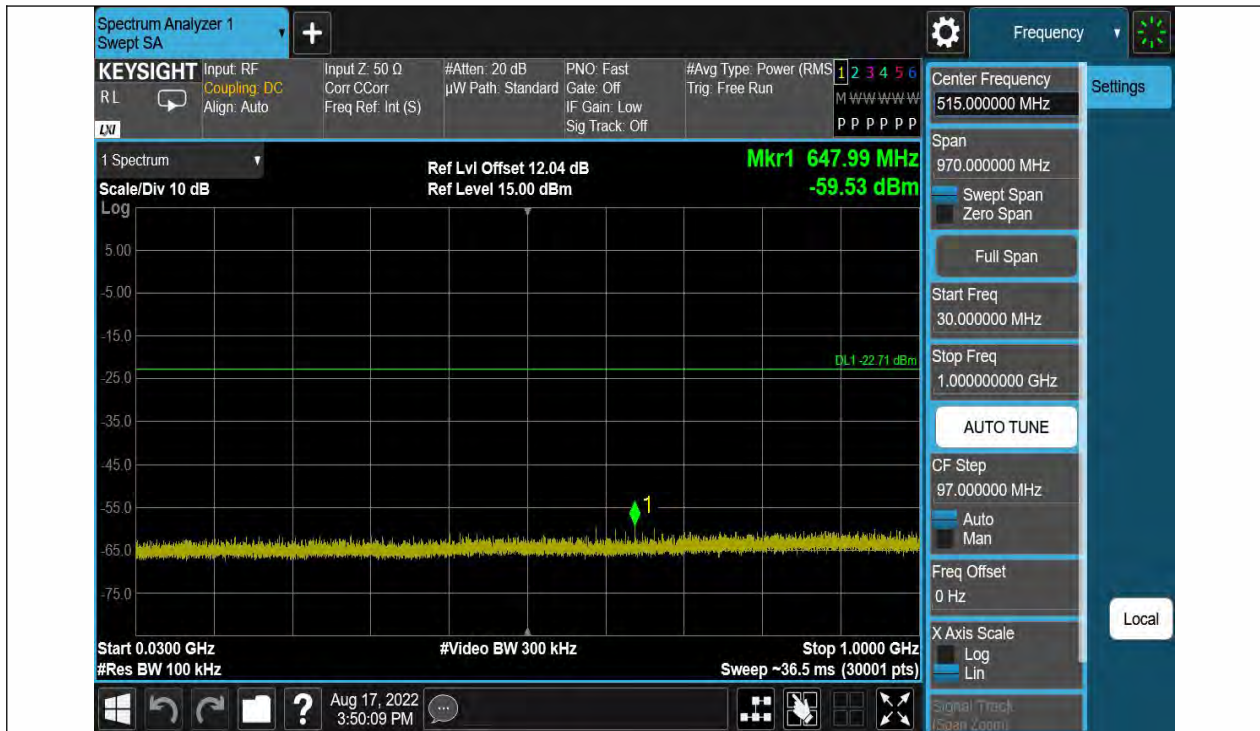 Spectrum Analyzer 1
Swept SA
+
Frequency
KEYSIGHT
RL
LXI
Input: RF
Coupling: DC
Align: Auto
Input Z: 50 Ω
Corr CCorr
Freq Ref: Int (S)
#Atten: 20 dB
µW Path: Standard
PNO: Fast
Gate: Off
IF Gain: Low
Sig Track: Off
#Avg Type: Power (RMS
Trig: Free Run
1 2 3 4 5 6
M W W W W W
P P P P P P
Center Frequency
515.000000 MHz
Settings
1 Spectrum
Ref Lvl Offset 12.04 dB
Mkr1 647.99 MHz
Scale/Div 10 dB
Ref Level 15.00 dBm
-59.53 dBm
Log
5.00
-5.00
-15.0
DL1 -22.71 dBm
-25.0
-35.0
-45.0
-55.0
1
-65.0
-75.0
Start 0.0300 GHz
#Video BW 300 kHz
Stop 1.0000 GHz
#Res BW 100 kHz
Sweep ~36.5 ms (30001 pts)
Span
970.000000 MHz
Swept Span
Zero Span
Full Span
Start Freq
30.000000 MHz
Stop Freq
1.000000000 GHz
AUTO TUNE
CF Step
97.000000 MHz
Auto
Man
Freq Offset
0 Hz
X Axis Scale
Log
Lin
Signal Track
(Span Zoom)
Local
?
Aug 17, 2022
3:50:09 PM